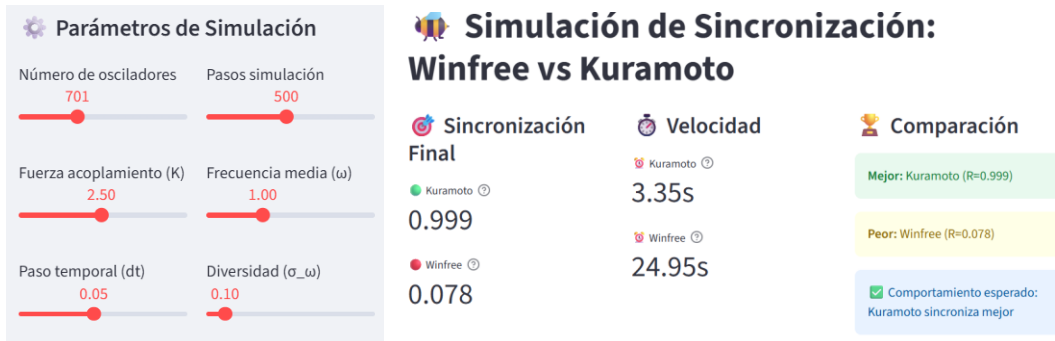 Parámetros de Simulación
Número de osciladores
701
Pasos simulación
500
Fuerza acoplamiento (K)
2.50
Frecuencia media (ω)
1.00
Paso temporal (dt)
0.05
Diversidad (σ_ω)
0.10
Simulación de Sincronización:
Winfree vs Kuramoto
Sincronización
Final
Kuramoto
0.999
Winfree
0.078
Velocidad
Kuramoto
3.35s
Winfree
24.95s
Comparación
Mejor: Kuramoto (R=0.999)
Peor: Winfree (R=0.078)
Comportamiento esperado:
Kuramoto sincroniza mejor